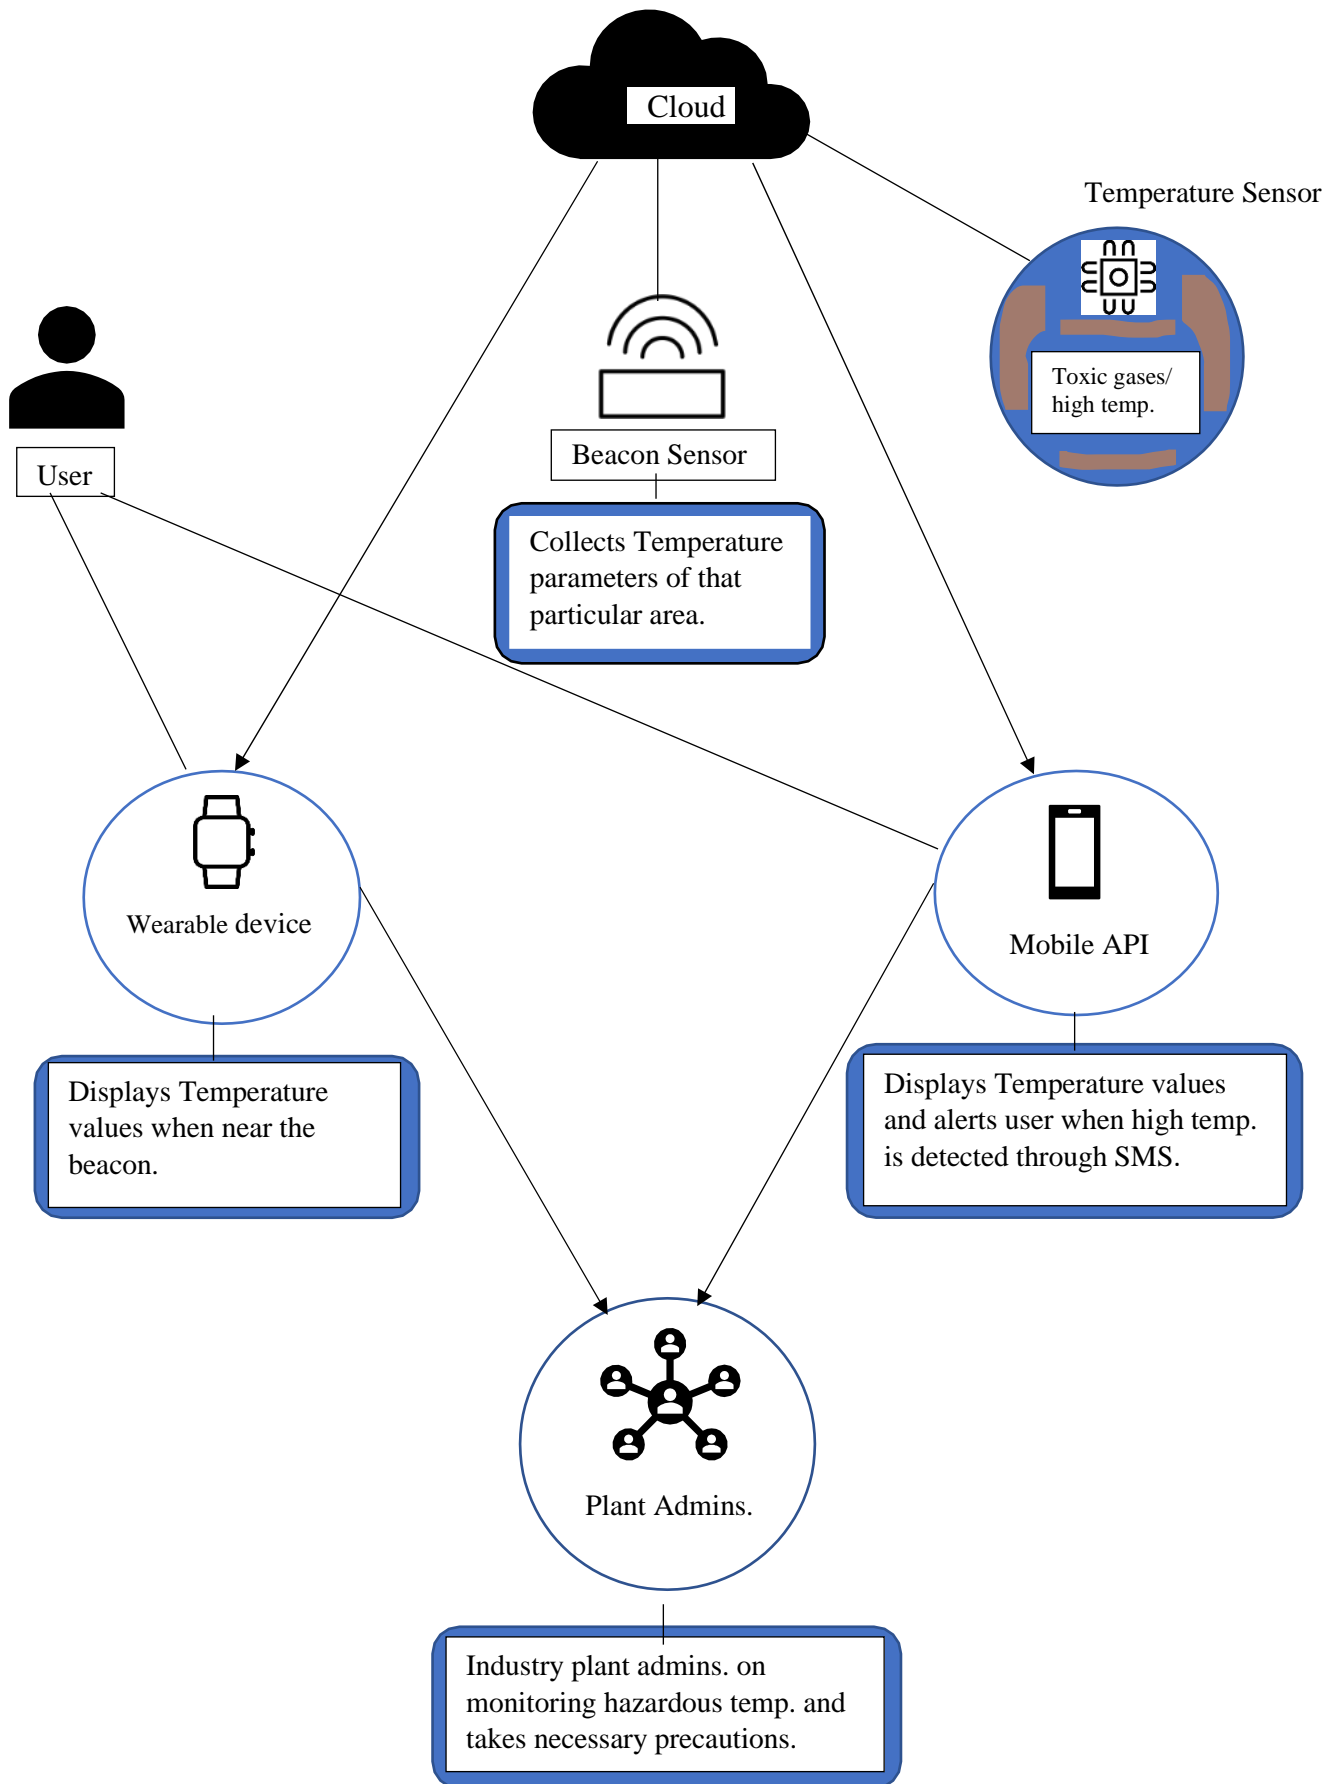 Cloud
Temperature Sensor
Toxic gases/
high temp.
User
Beacon Sensor
Collects Temperature
parameters of that
particular area.
Wearable device
Mobile API
Displays Temperature
values when near the
beacon.
Displays Temperature values
and alerts user when high temp.
is detected through SMS.
Plant Admins.
Industry plant admins. on
monitoring hazardous temp. and
takes necessary precautions.